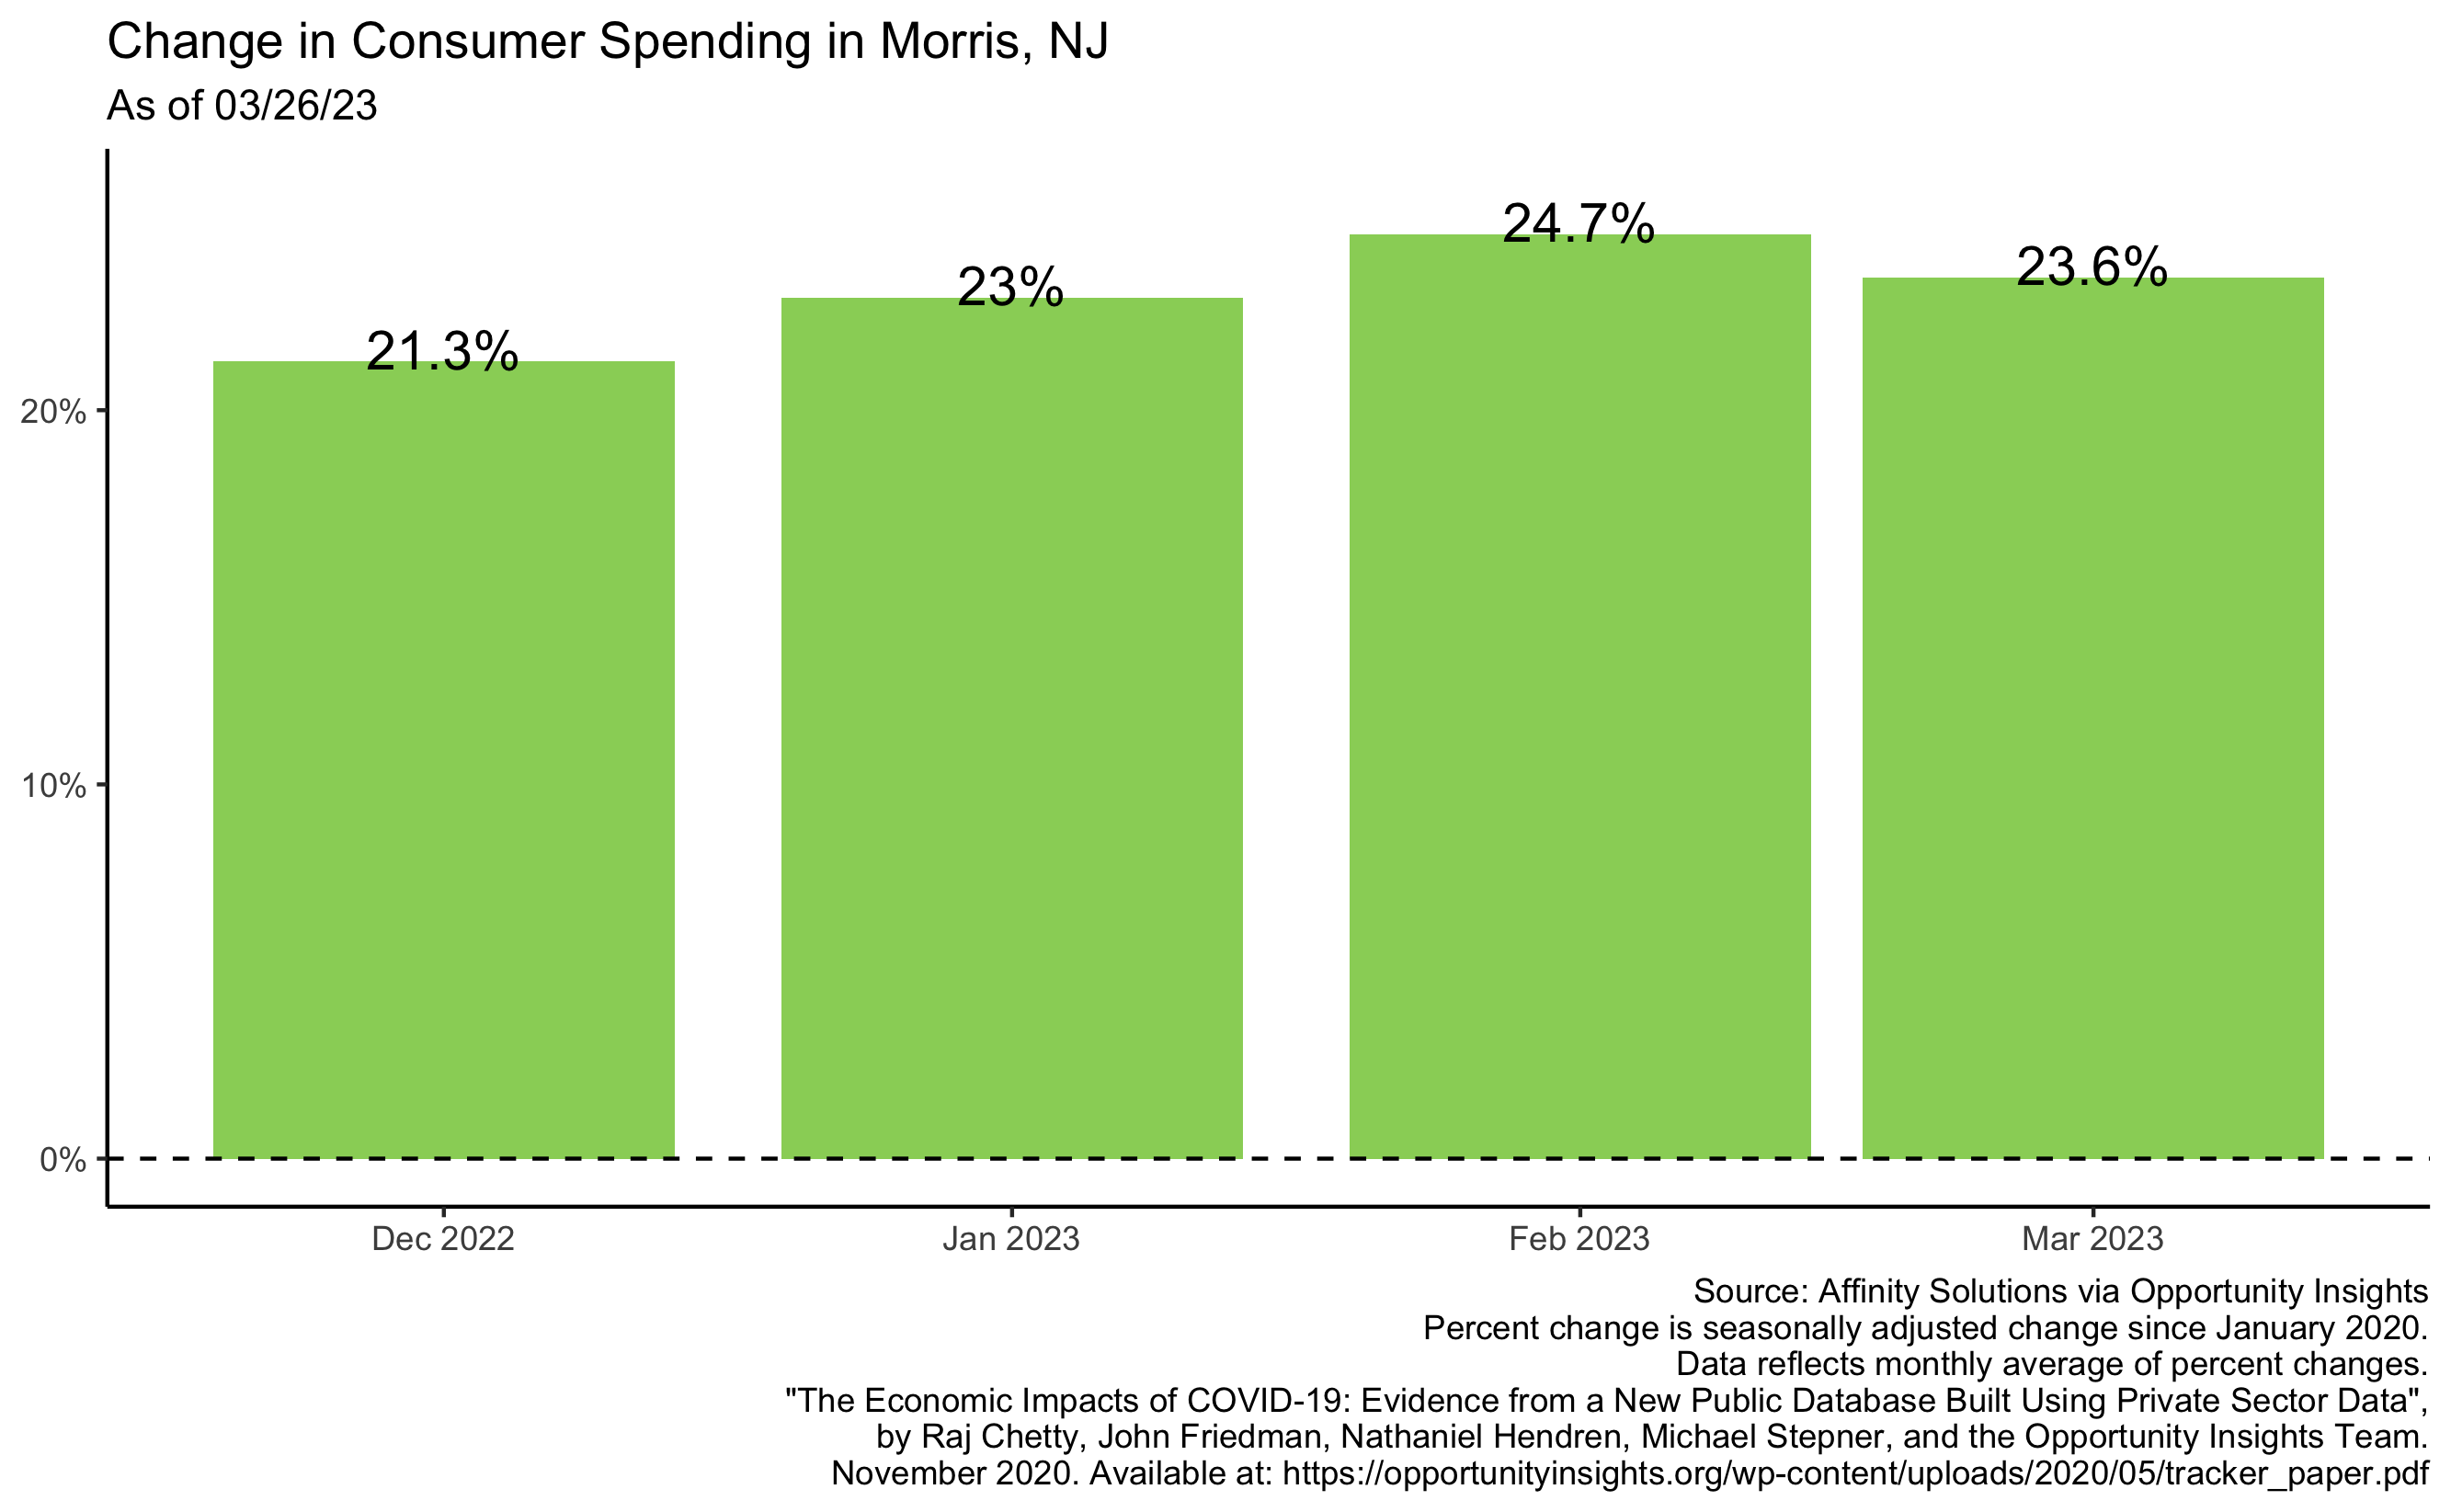 Change in Consumer Spending in Morris, NJ
As of 03/26/23
24.7%
23.6%
23%
21.3%
20%
10%
0%
Dec 2022 Jan 2023 Feb 2023 Mar 2023
Source: Affinity Solutions via Opportunity Insights
Percent change is seasonally adjusted change since January 2020.
Data reflects monthly average of percent changes.
"The Economic Impacts of COVID-19: Evidence from a New Public Database Built Using Private Sector Data",
by Raj Chetty, John Friedman, Nathaniel Hendren, Michael Stepner, and the Opportunity Insights Team.
November 2020. Available at: https://opportunityinsights.org/wp-content/uploads/2020/05/tracker_paper.pdf